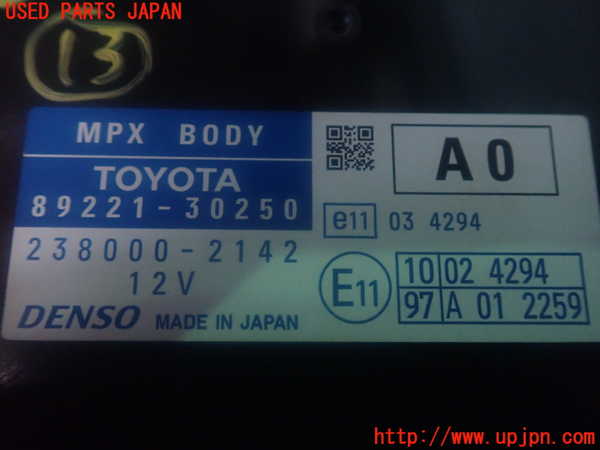 USED PARTS JAPAN
13
MPX BODY
TOYOTA
89221-30250
238000-2142
12V
DENSO MADE IN JAPAN
A0
e11 03 4294
E11
10 02 4294
97 A 01 2259
http://www.upjpn.com/